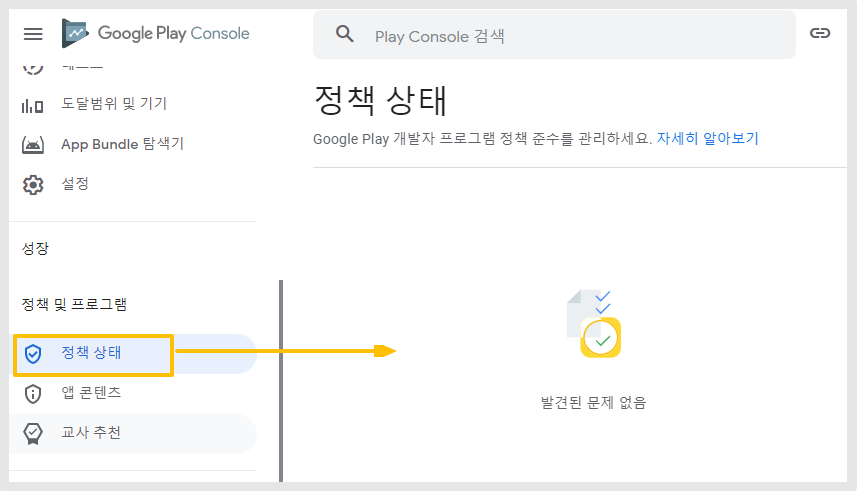 Google Play Console
Play Console 검색
도달범위 및 기기
App Bundle 탐색기
설정
성장
정책 및 프로그램
정책 상태
앱 콘텐츠
교사 추천
정책 상태
Google Play 개발자 프로그램 정책 준수를 관리하세요. 자세히 알아보기
발견된 문제 없음